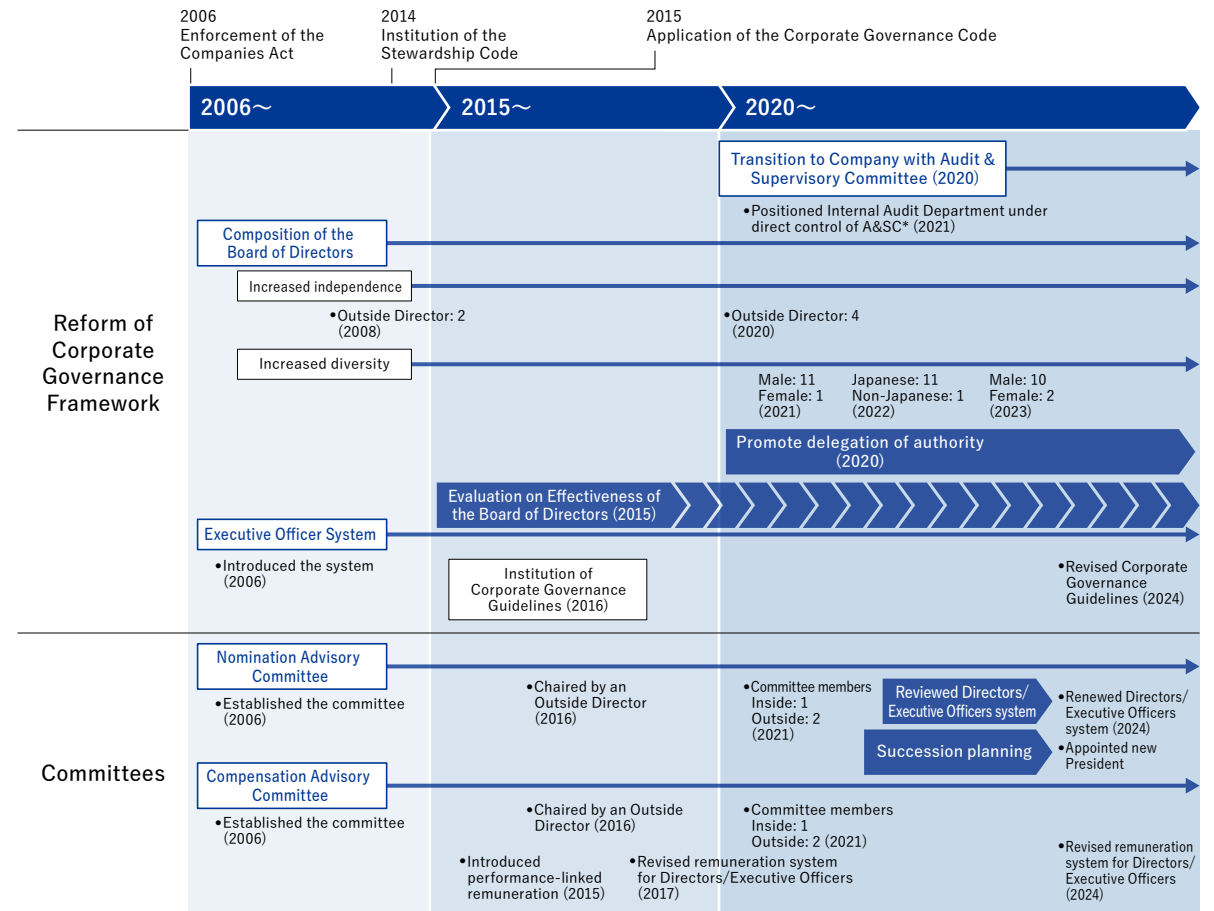 2006
Enforcement of the
Companies Act
2014
Institution of the
Stewardship Code
2015
Application of the Corporate Governance Code
2006～
2015～
2020～
Reform of
Corporate
Governance
Framework
Transition to Company with Audit &
Supervisory Committee (2020)
•Positioned Internal Audit Department under
direct control of A&SC* (2021)
Composition of the
Board of Directors
Increased independence
•Outside Director: 2
(2008)
•Outside Director: 4
(2020)
Increased diversity
Male: 11
Female: 1
(2021)
Japanese: 11
Non-Japanese: 1
(2022)
Male: 10
Female: 2
(2023)
Promote delegation of authority
(2020)
Evaluation on Effectiveness of
the Board of Directors (2015)
Executive Officer System
•Introduced the system
(2006)
Institution of
Corporate Governance
Guidelines (2016)
•Revised Corporate
Governance
Guidelines (2024)
Committees
Nomination Advisory
Committee
•Established the committee
(2006)
•Chaired by an
Outside Director
(2016)
•Committee members
Inside: 1
Outside: 2
(2021)
Reviewed Directors/
Executive Officers system
•Renewed Directors/
Executive Officers
system (2024)
Succession planning
•Appointed new
President
Compensation Advisory
Committee
•Established the committee
(2006)
•Chaired by an Outside
Director (2016)
•Committee members
Inside: 1
Outside: 2 (2021)
•Introduced
performance-linked
remuneration (2015)
•Revised remuneration system
for Directors/Executive Officers
(2017)
•Revised remuneration
system for Directors/
Executive Officers
(2024)